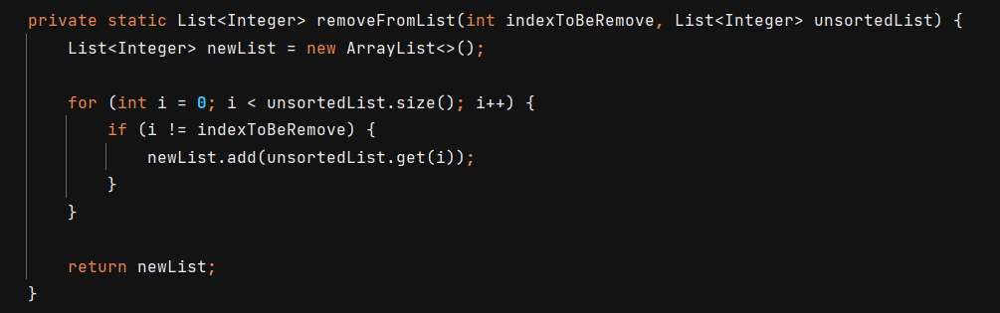 private static List<Integer> removeFromList(int indexToBeRemove, List<Integer> unsortedList) {
    List<Integer> newList = new ArrayList<>();

    for (int i = 0; i < unsortedList.size(); i++) {
        if (i != indexToBeRemove) {
            newList.add(unsortedList.get(i));
        }
    }

    return newList;
}